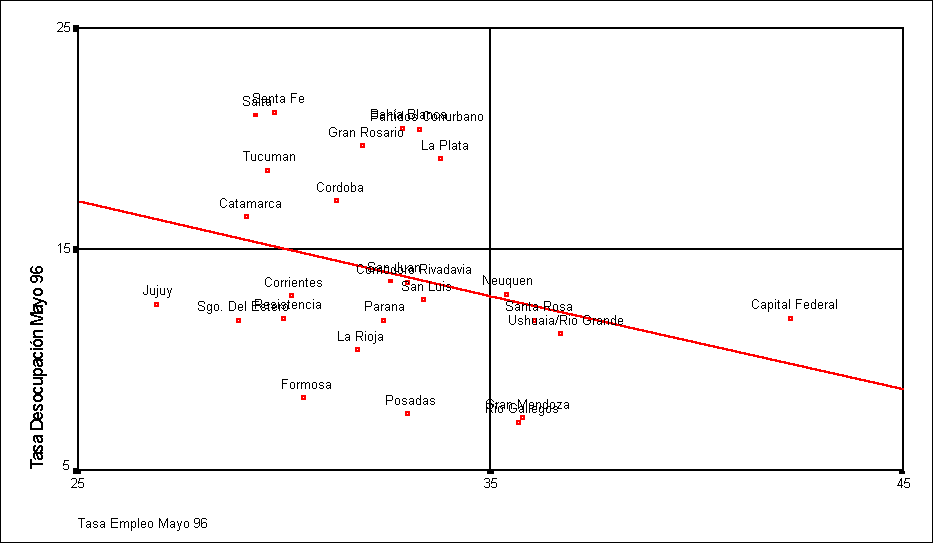 25
Salta
Santa Fe
Bahía Blanca
Partidos Conurbano
Gran Rosario
La Plata
Tucuman
Cordoba
Catamarca
15
San Juan
Comodoro Rivadavia
Neuquen
Corrientes
San Luis
Jujuy
Sgo. Del Estero
Resistencia
Parana
Santa Rosa
Capital Federal
Ushuaia/Rio Grande
La Rioja
Formosa
Posadas
Gran Mendoza
Rio Gallegos
5
25
35
45
Tasa Desocupación Mayo 96
Tasa Empleo Mayo 96